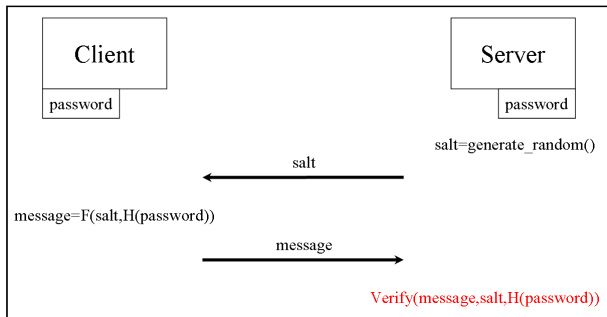 Client
Server
password
password
salt=generate_random()
salt
message=F(salt,H(password))
message
Verify(message,salt,H(password))